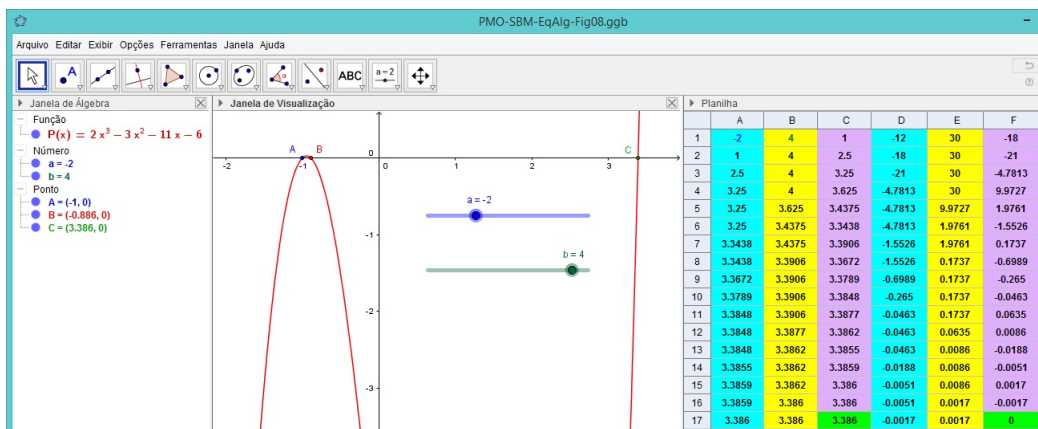 PMO-SBM-EqAlg-Fig08.ggb
Arquivo Editar Exibir Opções Ferramentas Janela Ajuda
A ABC a=2
Janela de Álgebra
Função
P(x) = 2 x³ − 3 x² − 11 x − 6
Número
a = -2
b = 4
Ponto
A = (-1, 0)
B = (-0.886, 0)
C = (3.386, 0)
Janela de Visualização
A B C
0
-2 -1 0 1 2 3
a = -2
-1
b = 4
-2
-3
Planilha
A B C D E F
1 -2 4 1 -12 30 -18
2 1 4 2.5 -18 30 -21
3 2.5 4 3.25 -21 30 -4.7813
4 3.25 4 3.625 -4.7813 30 9.9727
5 3.25 3.625 3.4375 -4.7813 9.9727 1.9761
6 3.25 3.4375 3.3438 -4.7813 1.9761 -1.5526
7 3.3438 3.4375 3.3906 -1.5526 1.9761 0.1737
8 3.3438 3.3906 3.3672 -1.5526 0.1737 -0.6989
9 3.3672 3.3906 3.3789 -0.6989 0.1737 -0.265
10 3.3789 3.3906 3.3848 -0.265 0.1737 -0.0463
11 3.3848 3.3906 3.3877 -0.0463 0.1737 0.0635
12 3.3848 3.3877 3.3862 -0.0463 0.0635 0.0086
13 3.3848 3.3862 3.3855 -0.0463 0.0086 -0.0188
14 3.3855 3.3862 3.3859 -0.0188 0.0086 -0.0051
15 3.3859 3.3862 3.386 -0.0051 0.0086 0.0017
16 3.3859 3.386 3.386 -0.0051 0.0017 -0.0017
17 3.386 3.386 3.386 -0.0017 0.0017 0